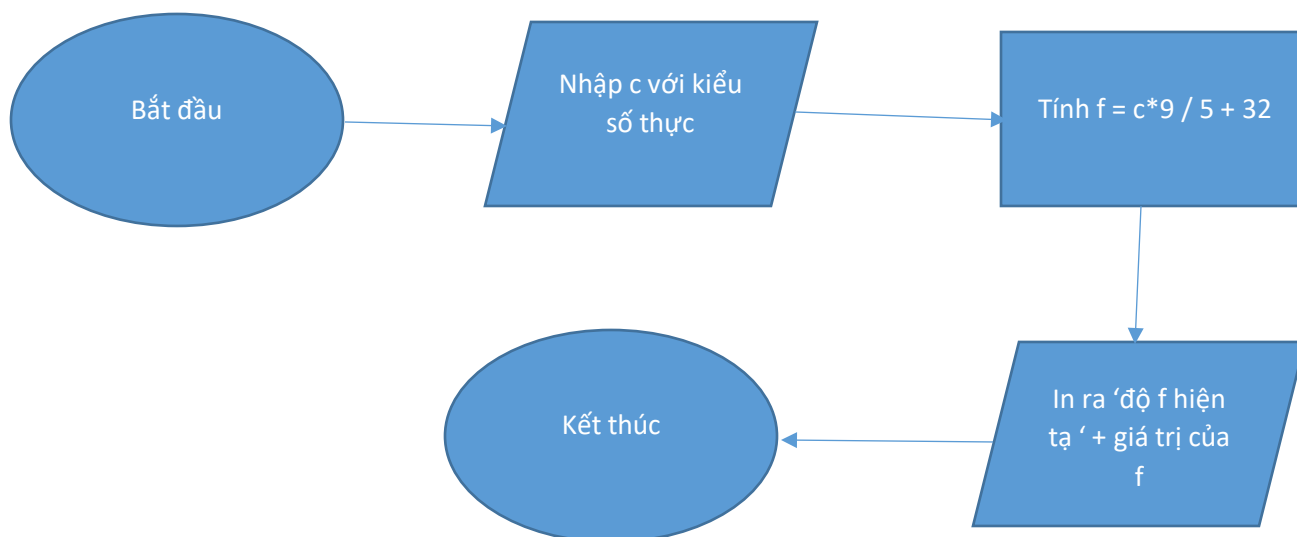 Bắt đầu
Nhập c với kiểu
số thực
Tính f = c*9 / 5 + 32
In ra ‘độ f hiện
tạ ‘ + giá trị của
f
Kết thúc